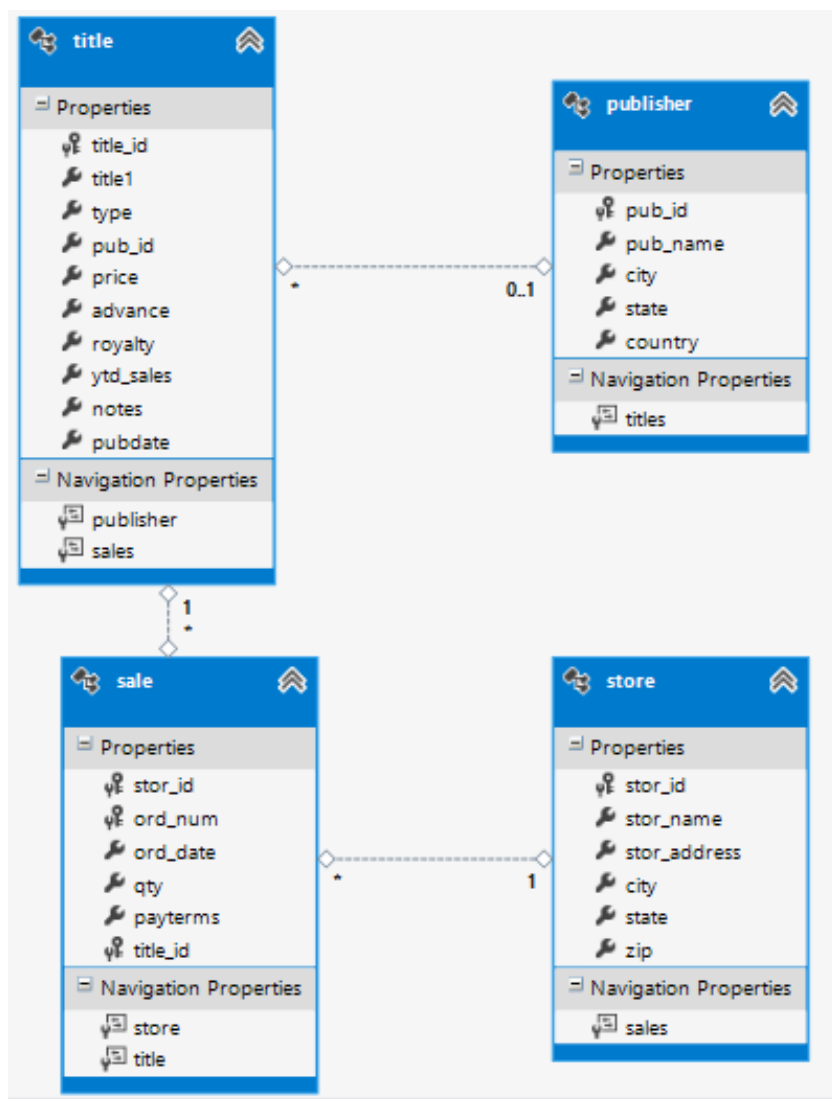 title
Properties
title_id
title1
type
pub_id
price
advance
royalty
ytd_sales
notes
pubdate
Navigation Properties
publisher
sales
publisher
Properties
pub_id
pub_name
city
state
country
Navigation Properties
titles
*
0..1
1
*
sale
Properties
stor_id
ord_num
ord_date
qty
payterms
title_id
Navigation Properties
store
title
*
1
store
Properties
stor_id
stor_name
stor_address
city
state
zip
Navigation Properties
sales